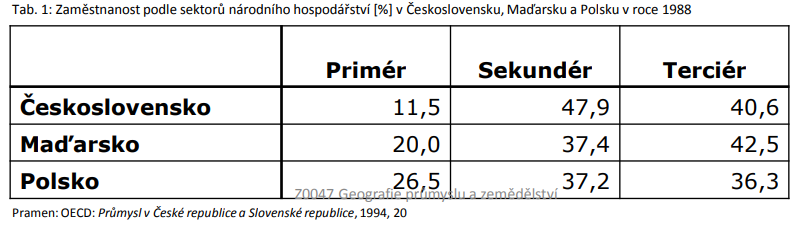 Tab. 1: Zaměstnanost podle sektorů národního hospodářství [%] v Československu, Maďarsku a Polsku v roce 1988
Primér Sekundér Terciér
Československo 11,5 47,9 40,6
Maďarsko 20,0 37,4 42,5
Polsko 26,5 37,2 36,3
Z0047 Geografie průmyslu a zemědělství
Pramen: OECD: Průmysl v České republice a Slovenské republice, 1994, 20